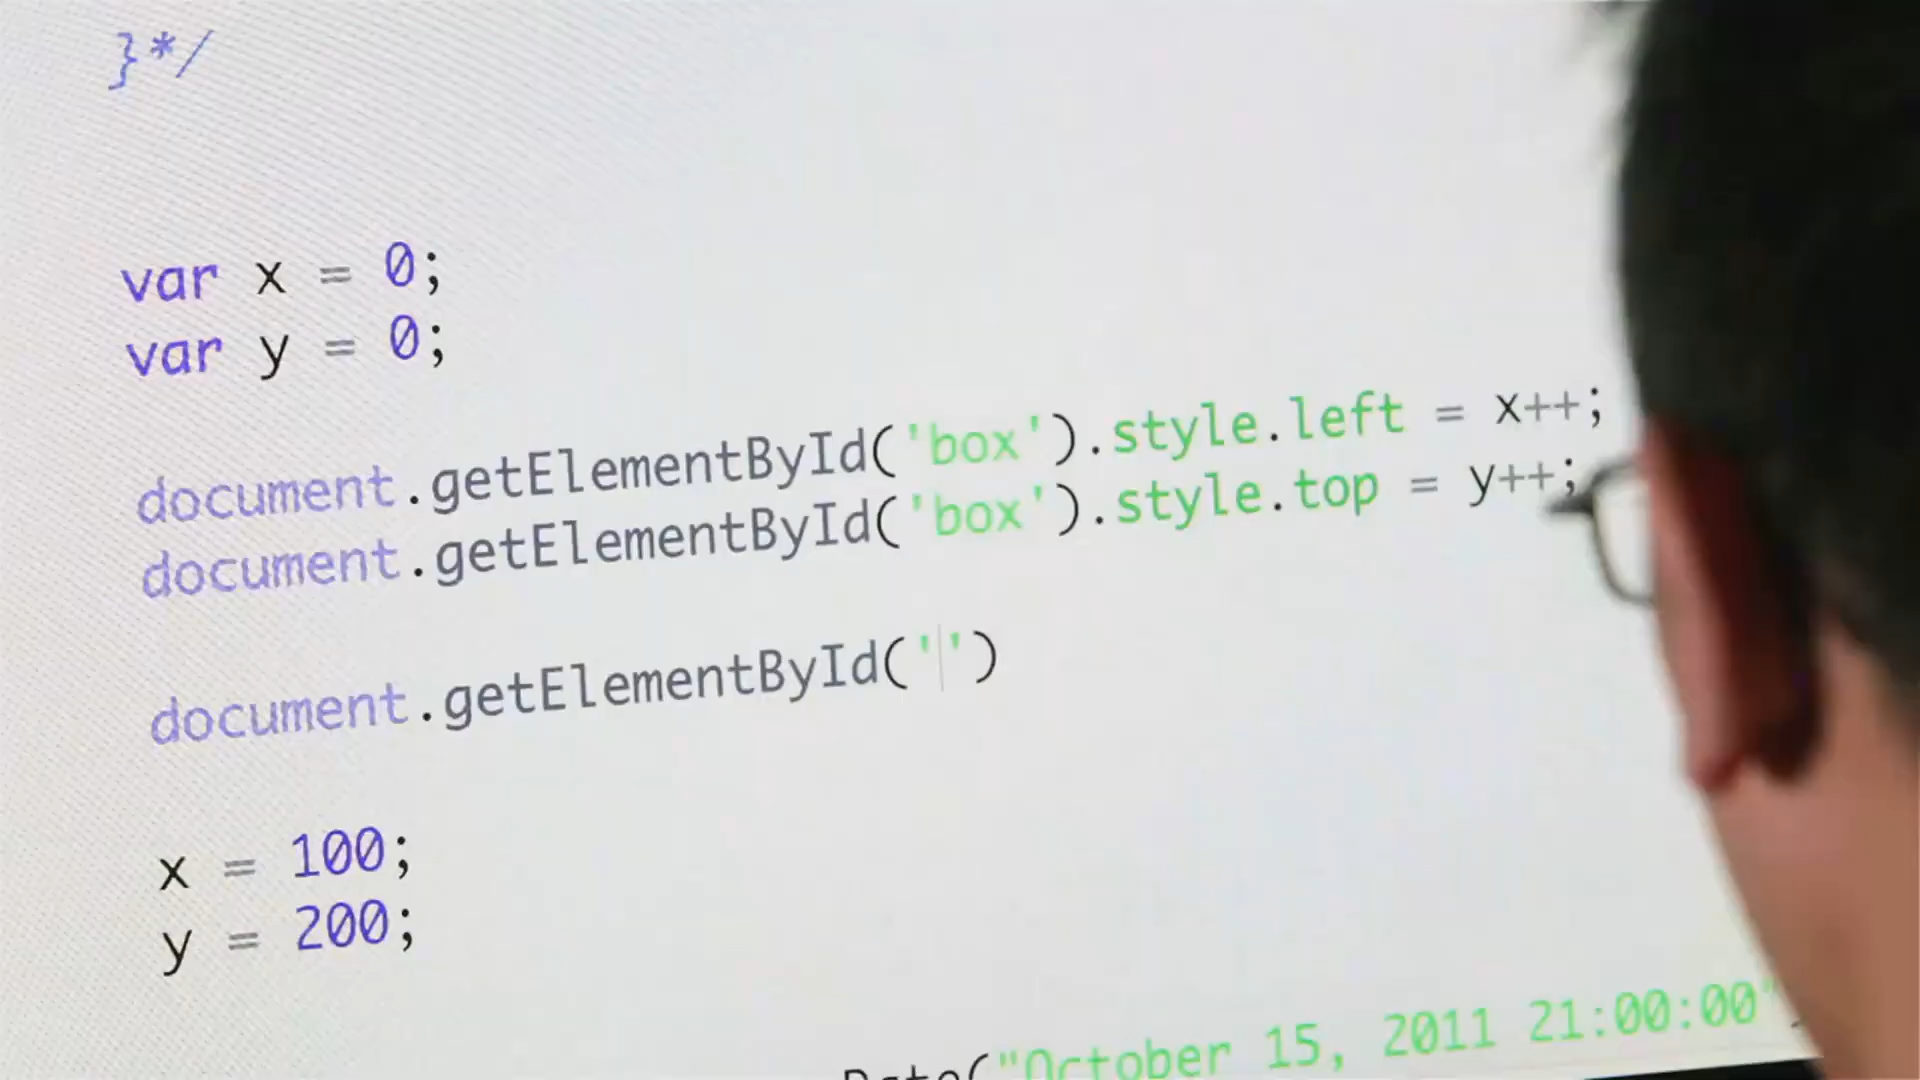 }*/
var x = 0;
var y = 0;
document.getElementById('box').style.left = x++;
document.getElementById('box').style.top = y++;
document.getElementById('')
x = 100;
y = 200;
Date("October 15, 2011 21:00:00"